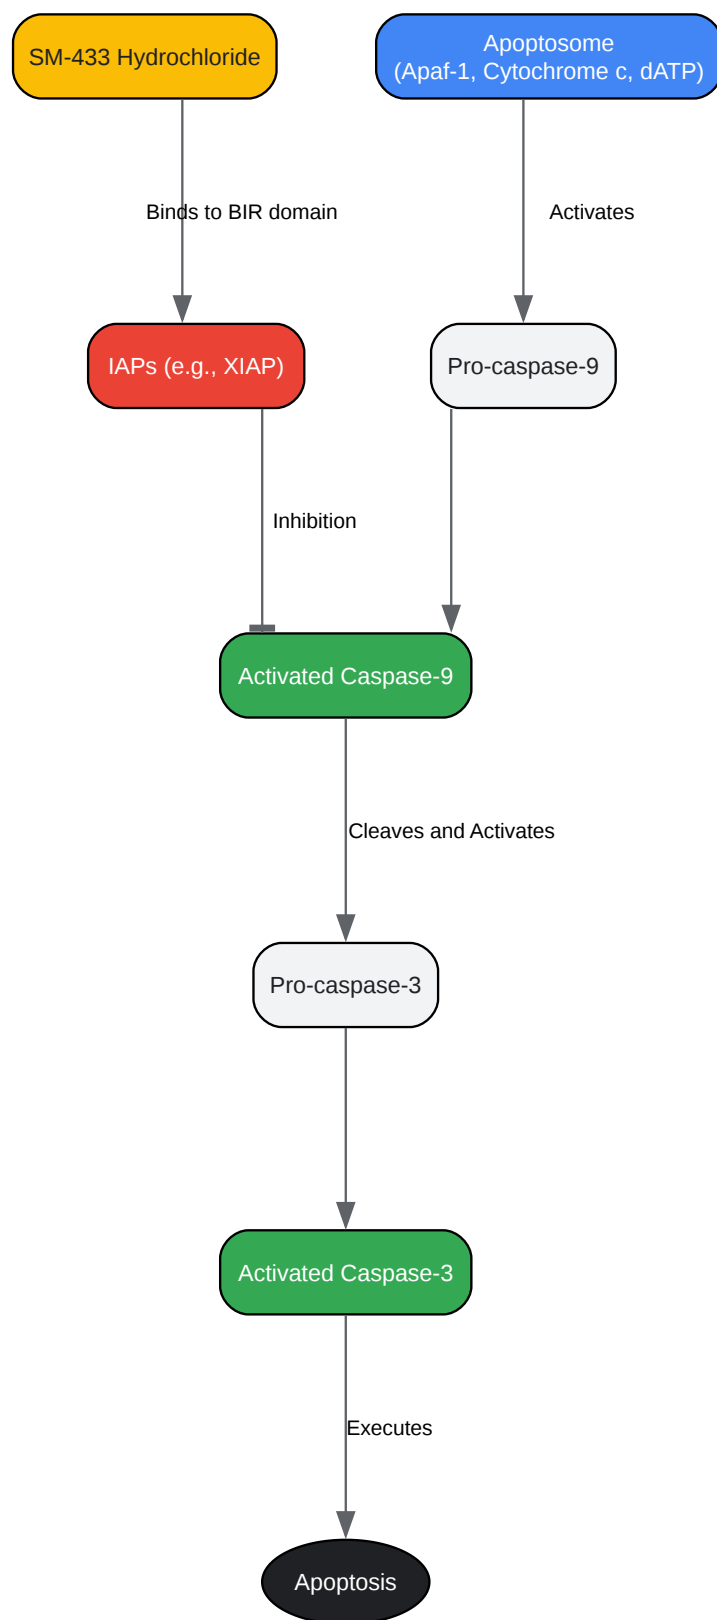 SM-433 Hydrochloride
Apoptosome
(Apaf-1, Cytochrome c, dATP)
Binds to BIR domain
Activates
IAPs (e.g., XIAP)
Pro-caspase-9
Inhibition
Activated Caspase-9
Cleaves and Activates
Pro-caspase-3
Activated Caspase-3
Executes
Apoptosis